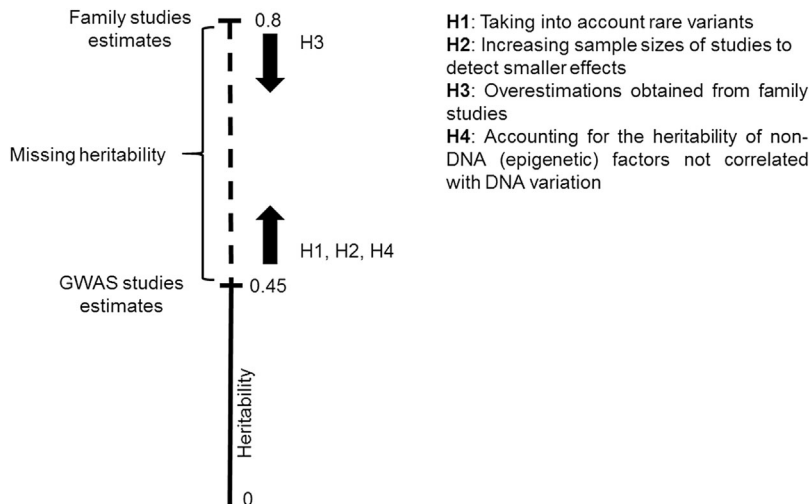 Family studies
estimates
0.8
H3
Missing heritability
H1, H2, H4
GWAS studies
estimates
0.45
Heritability
0
H1: Taking into account rare variants
H2: Increasing sample sizes of studies to
detect smaller effects
H3: Overestimations obtained from family
studies
H4: Accounting for the heritability of non-
DNA (epigenetic) factors not correlated
with DNA variation